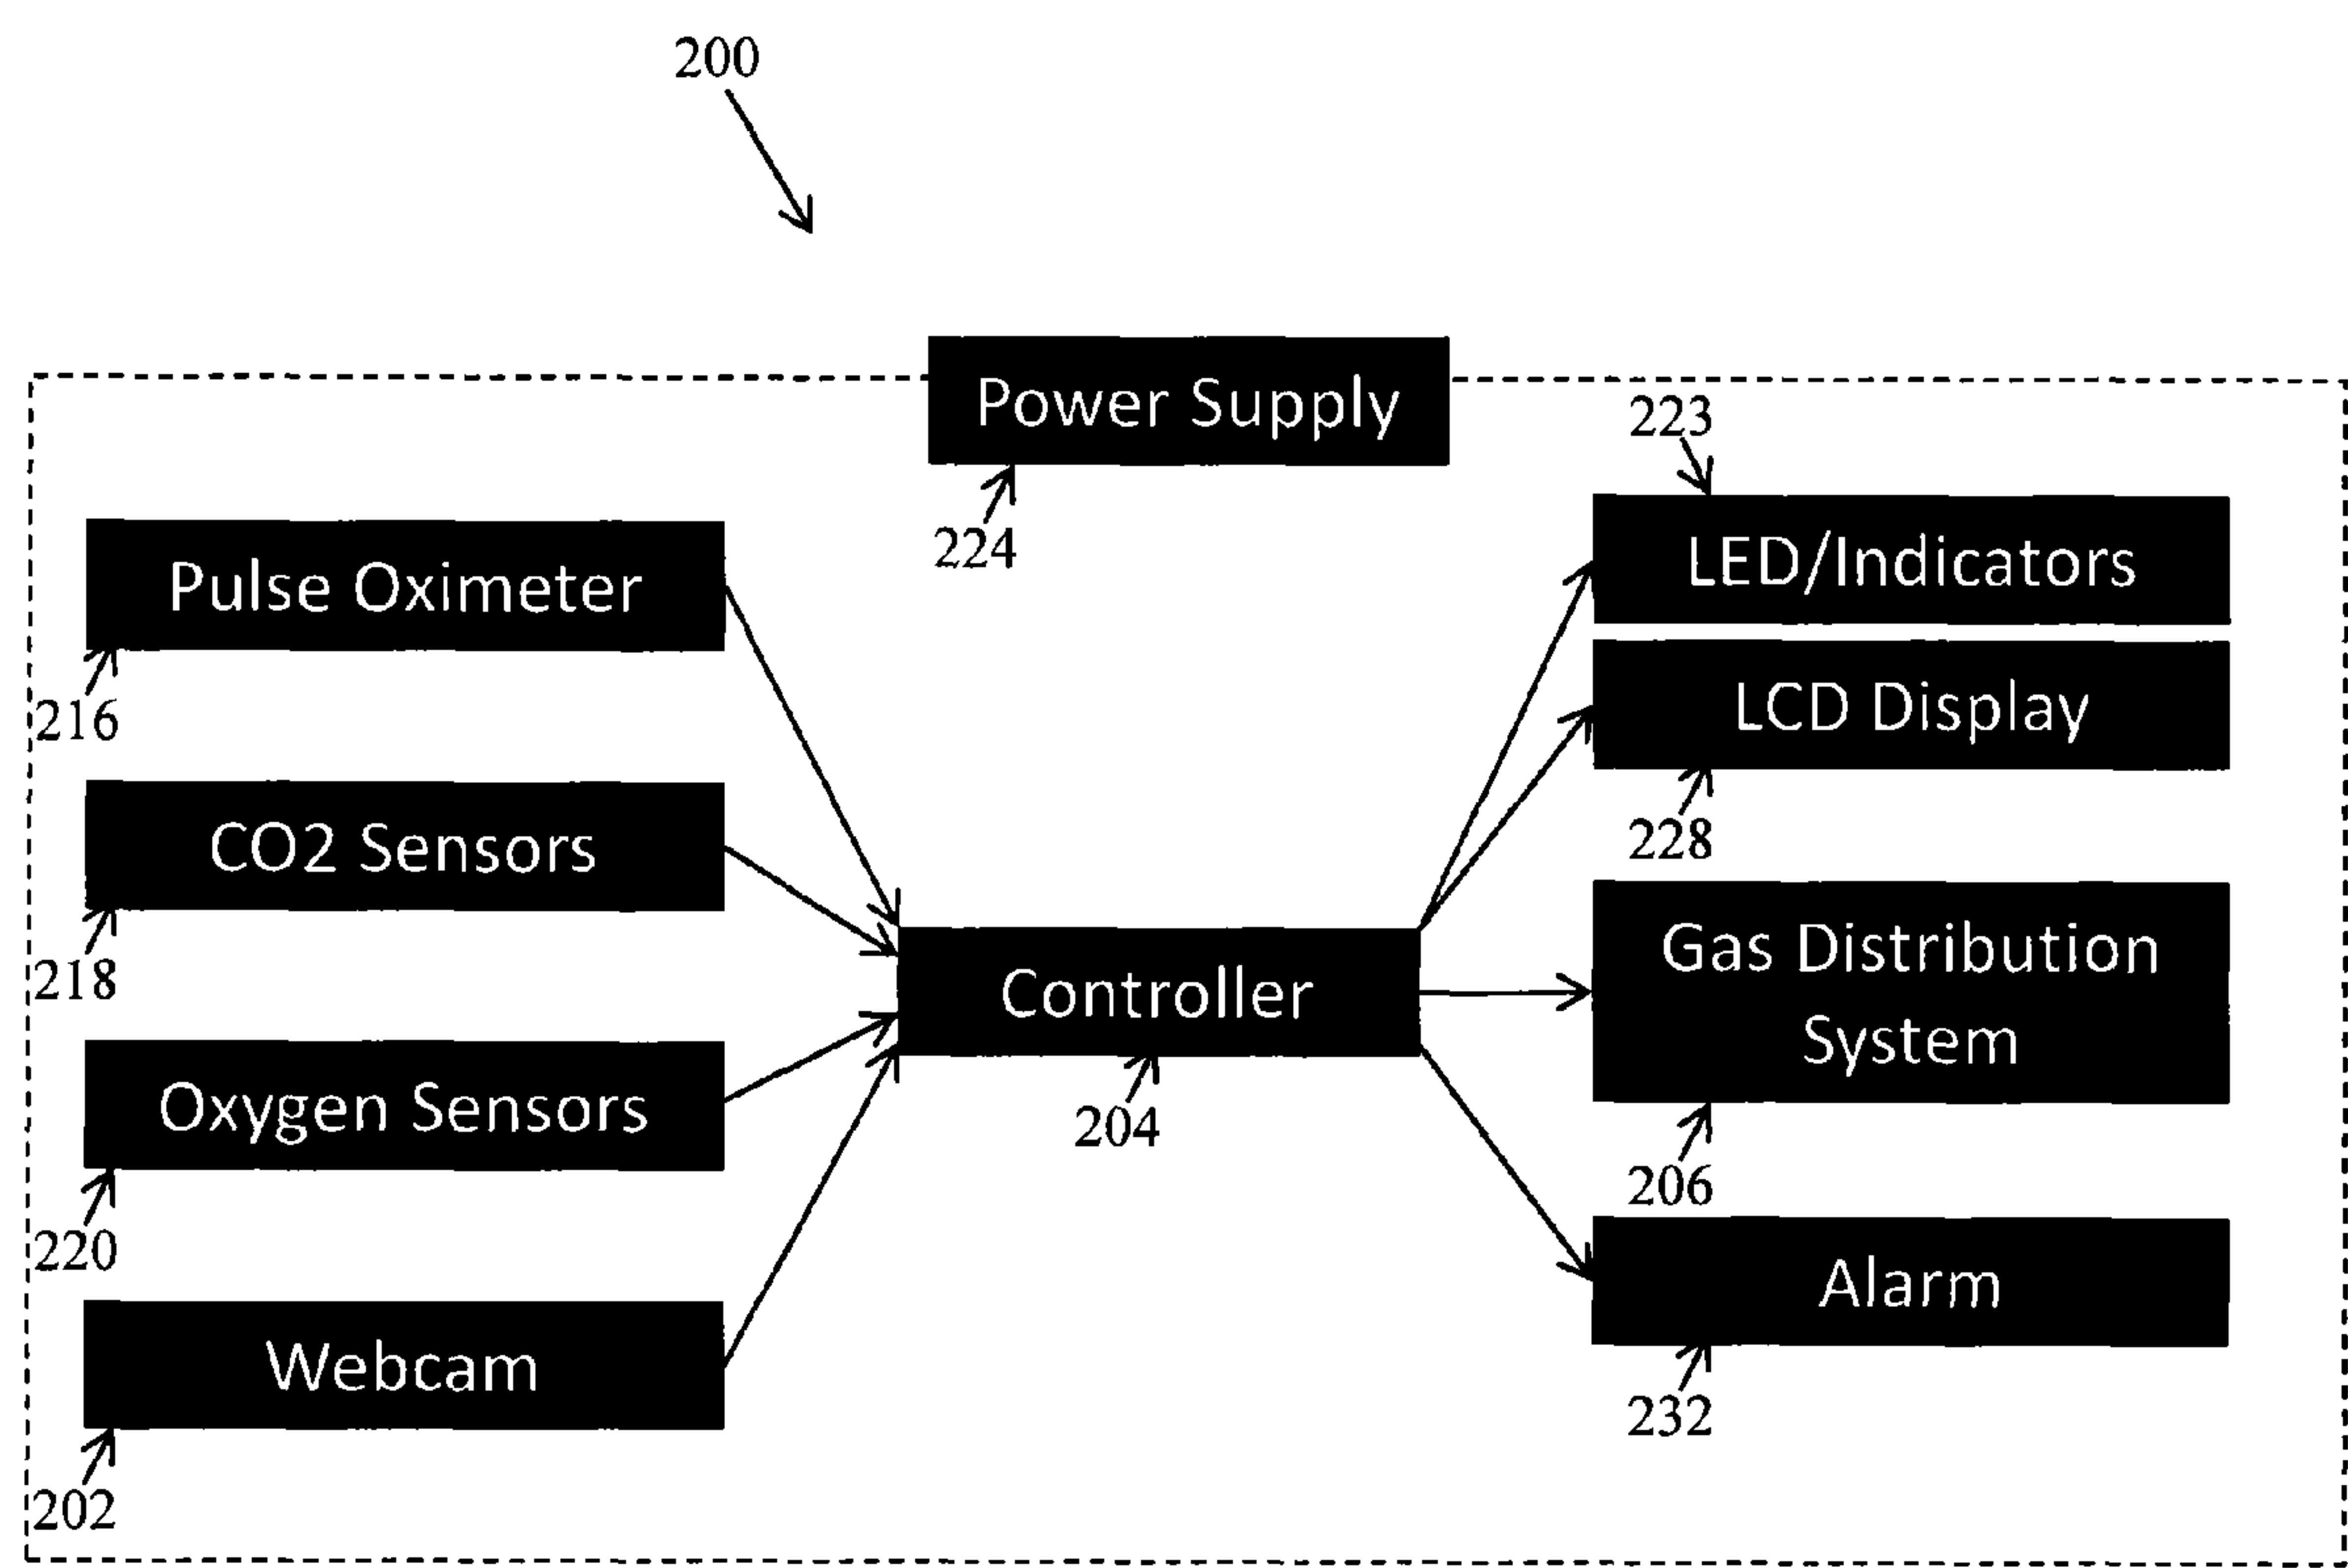 200
Power Supply
224
223
LED/Indicators
Pulse Oximeter
216
LCD Display
228
CO2 Sensors
218
Controller
204
Gas Distribution
System
206
Oxygen Sensors
220
Alarm
232
Webcam
202